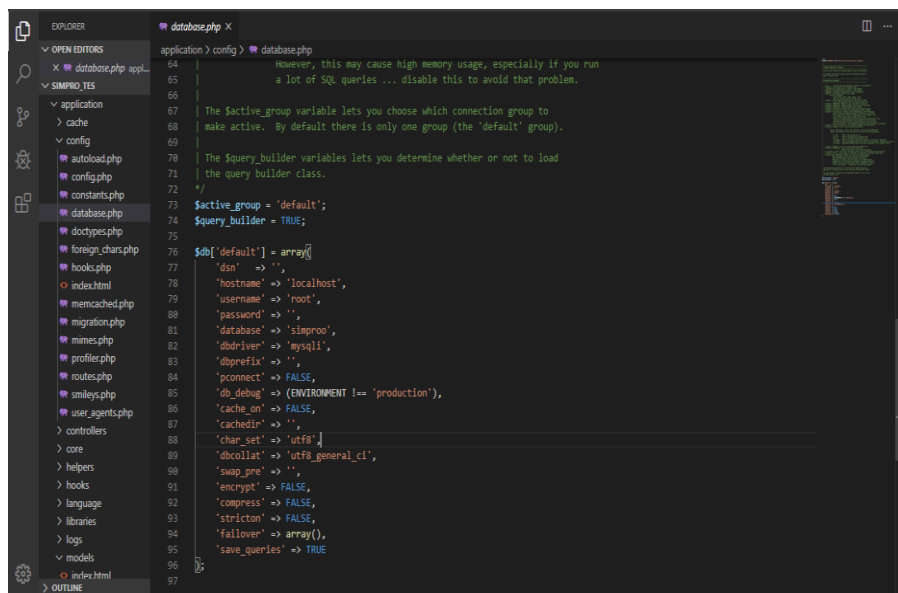 EXPLORER
OPEN EDITORS
X database.php appl...
SIMPRO_TES
application
cache
config
autoload.php
config.php
constants.php
database.php
doctypes.php
foreign_chars.php
hooks.php
index.html
memcached.php
migration.php
mimes.php
profiler.php
routes.php
smileys.php
user_agents.php
controllers
core
helpers
hooks
language
libraries
logs
models
index.html
OUTLINE
database.php X
application > config > database.php
64 | However, this may cause high memory usage, especially if you run
65 | a lot of SQL queries ... disable this to avoid that problem.
66 |
67 | The $active_group variable lets you choose which connection group to
68 | make active. By default there is only one group (the 'default' group).
69 |
70 | The $query_builder variables lets you determine whether or not to load
71 | the query builder class.
72 */
73 $active_group = 'default';
74 $query_builder = TRUE;
75
76 $db['default'] = array(
77 'dsn' => '',
78 'hostname' => 'localhost',
79 'username' => 'root',
80 'password' => '',
81 'database' => 'simproo',
82 'dbdriver' => 'mysqli',
83 'dbprefix' => '',
84 'pconnect' => FALSE,
85 'db_debug' => (ENVIRONMENT !== 'production'),
86 'cache_on' => FALSE,
87 'cachedir' => '',
88 'char_set' => 'utf8',
89 'dbcollat' => 'utf8_general_ci',
90 'swap_pre' => '',
91 'encrypt' => FALSE,
92 'compress' => FALSE,
93 'stricton' => FALSE,
94 'failover' => array(),
95 'save_queries' => TRUE
96 );
97